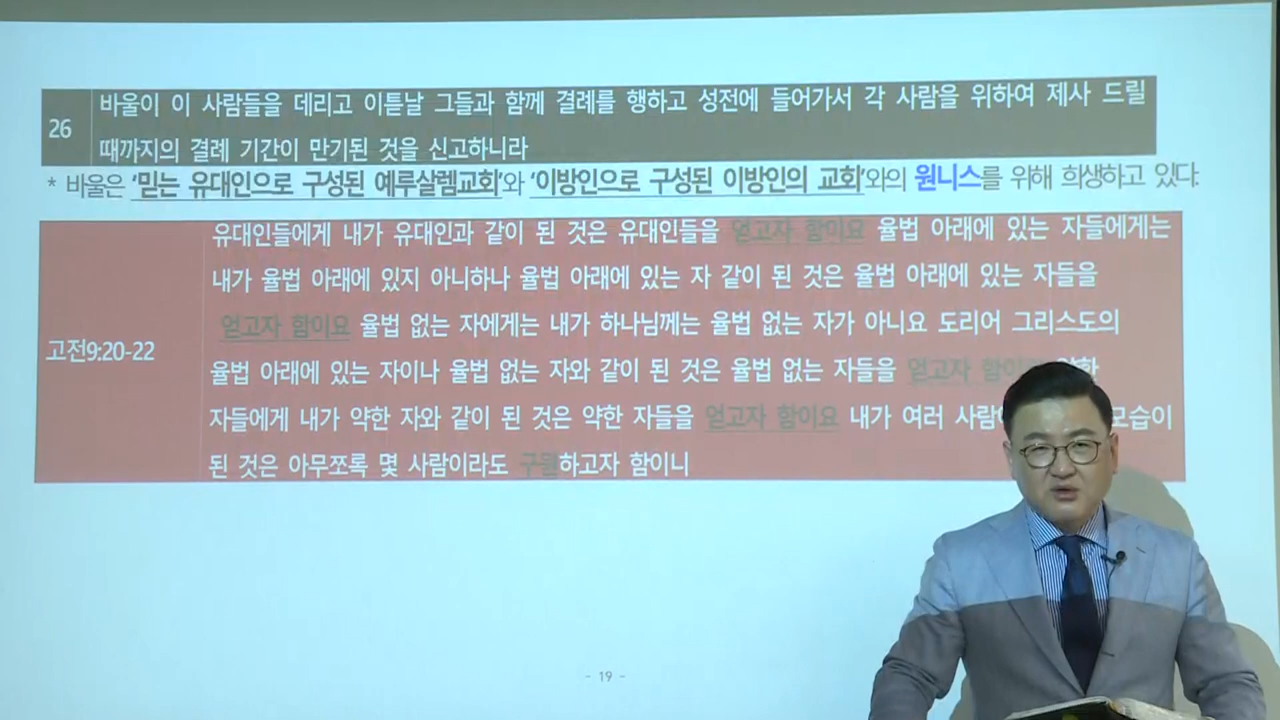 26 바울이 이 사람들을 데리고 이튿날 그들과 함께 결례를 행하고 성전에 들어가서 각 사람을 위하여 제사 드릴
때까지의 결례 기간이 만기된 것을 신고하니라
* 바울은 ‘믿는 유대인으로 구성된 예루살렘교회’와 ‘이방인으로 구성된 이방인의 교회’와의 원니스를 위해 희생하고 있다.
고전9:20-22
유대인들에게 내가 유대인과 같이 된 것은 유대인들을 얻고자 함이요 율법 아래에 있는 자들에게는
내가 율법 아래에 있지 아니하나 율법 아래에 있는 자 같이 된 것은 율법 아래에 있는 자들을
얻고자 함이요 율법 없는 자에게는 내가 하나님께는 율법 없는 자가 아니요 도리어 그리스도의
율법 아래에 있는 자이나 율법 없는 자와 같이 된 것은 율법 없는 자들을 얻고자
자들에게 내가 약한 자와 같이 된 것은 약한 자들을 얻고자 함이요 내가 여러 모습이
된 것은 아무쪼록 몇 사람이라도 구원하고자 함이니
- 19 -